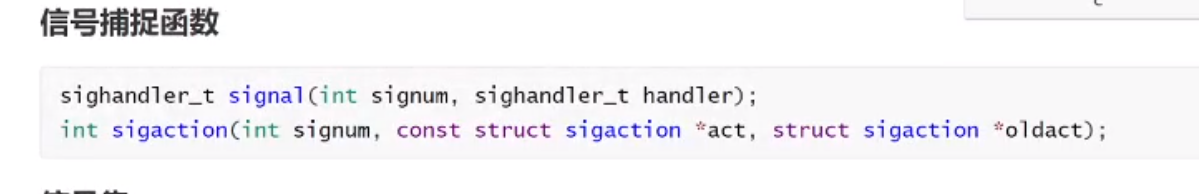 信号捕捉函数
sighandler_t signal(int signum, sighandler_t handler);
int sigaction(int signum, const struct sigaction *act, struct sigaction *oldact);